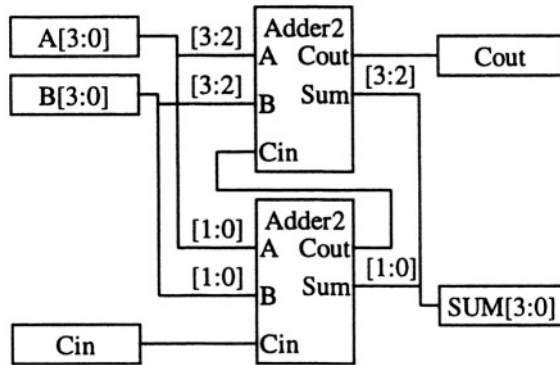 A[3:0]
[3:2]
Adder2
A
Cout
Cout
B[3:0]
[3:2]
B
Sum
[3:2]
Cin
[1:0]
Adder2
A
Cout
[1:0]
B
Sum
[1:0]
SUM[3:0]
Cin
Cin